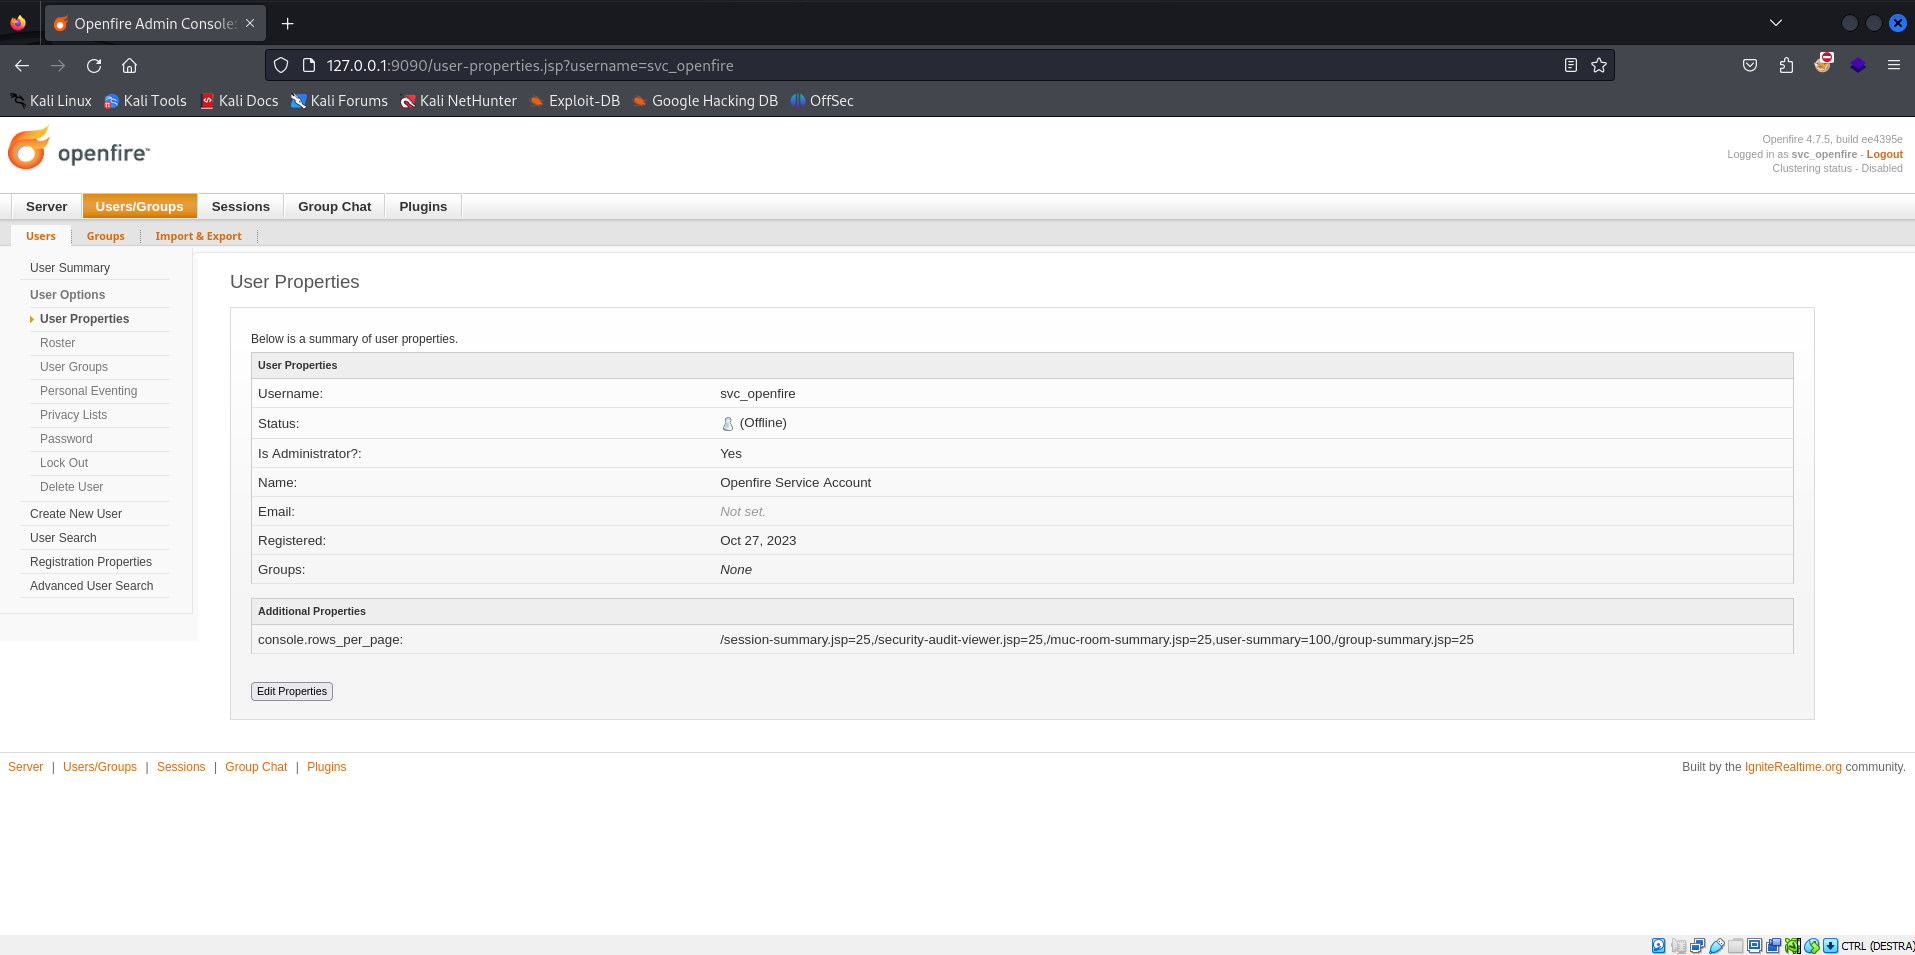 Openfire Admin Console:
127.0.0.1:9090/user-properties.jsp?username=svc_openfire
Kali Linux Kali Tools Kali Docs Kali Forums Kali NetHunter Exploit-DB Google Hacking DB OffSec
openfire™
Openfire 4.7.5, build ee4395e
Logged in as svc_openfire - Logout
Clustering status - Disabled
Server Users/Groups Sessions Group Chat Plugins
Users Groups Import & Export
User Summary
User Options
User Properties
Roster
User Groups
Personal Eventing
Privacy Lists
Password
Lock Out
Delete User
Create New User
User Search
Registration Properties
Advanced User Search
User Properties
Below is a summary of user properties.
User Properties
Username: svc_openfire
Status: (Offline)
Is Administrator?: Yes
Name: Openfire Service Account
Email: Not set.
Registered: Oct 27, 2023
Groups: None
Additional Properties
console.rows_per_page: /session-summary.jsp=25,/security-audit-viewer.jsp=25,/muc-room-summary.jsp=25,user-summary=100,/group-summary.jsp=25
Edit Properties
Server | Users/Groups | Sessions | Group Chat | Plugins
Built by the IgniteRealtime.org community.
CTRL (DESTRA)